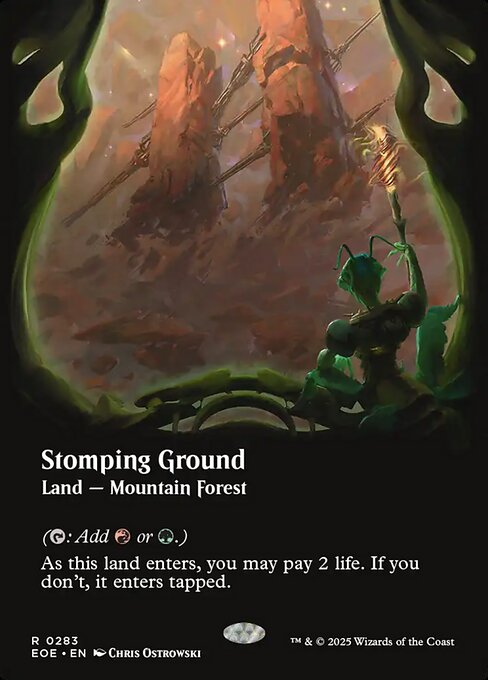 Stomping Ground
Land — Mountain Forest
(: Add or .)
As this land enters, you may pay 2 life. If you
don't, it enters tapped.
R 0283
EOE • EN Chris Ostrowski
™ & © 2025 Wizards of the Coast